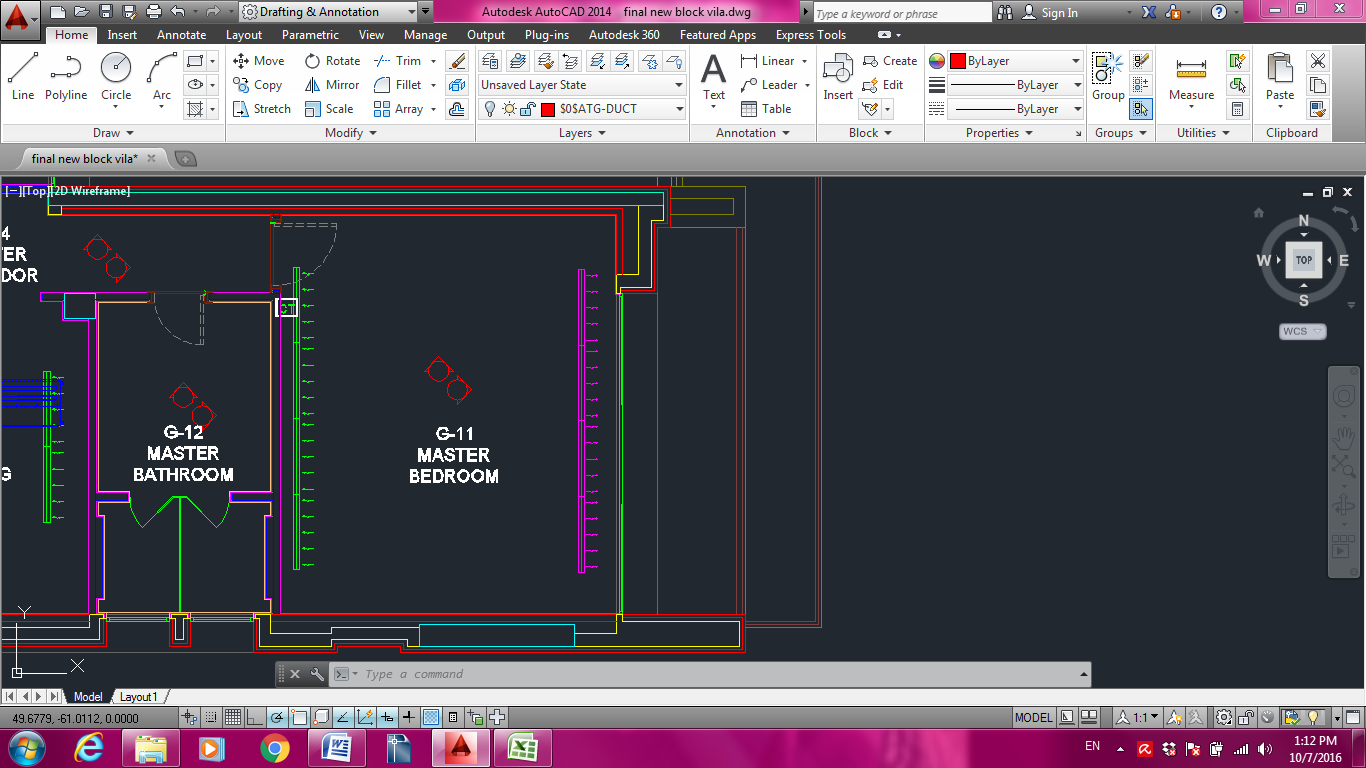 Drafting & Annotation
Autodesk AutoCAD 2014 final new block vila.dwg
Type a keyword or phrase
Sign In
Home Insert Annotate Layout Parametric View Manage Output Plug-ins Autodesk 360 Featured Apps Express Tools
Line Polyline Circle Arc
Move Rotate Trim
Copy Mirror Fillet
Stretch Scale Array
Unsaved Layer State
$0$ATG-DUCT
Text
Linear
Leader
Table
Insert
Create
Edit
ByLayer
ByLayer
ByLayer
Group
Measure
Paste
Draw Modify Layers Annotation Block Properties Groups Utilities Clipboard
final new block vila*
[−][Top][2D Wireframe]
4
TER
DOR
N
W TOP E
S
WCS
CT
G-12
MASTER
BATHROOM
G
G-11
MASTER
BEDROOM
Y
X
Type a command
Model Layout1
49.6779, -61.0112, 0.0000
MODEL
1:1
EN
1:12 PM
10/7/2016